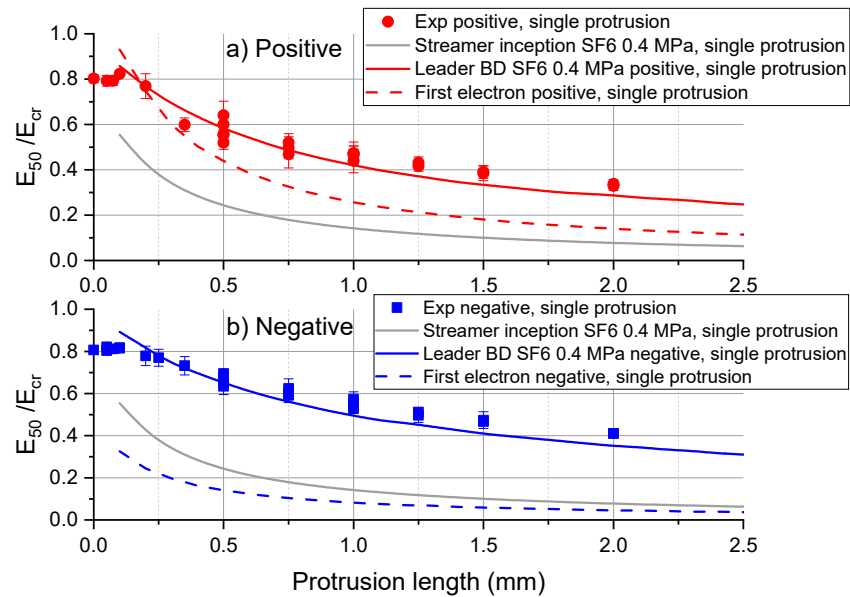 a) Positive
Exp positive, single protrusion
Streamer inception SF6 0.4 MPa, single protrusion
Leader BD SF6 0.4 MPa positive, single protrusion
First electron positive, single protrusion
1.0
0.8
0.6
0.4
0.2
0.0
E50/Ecr
0.0 0.5 1.0 1.5 2.0 2.5
b) Negative
Exp negative, single protrusion
Streamer inception SF6 0.4 MPa, single protrusion
Leader BD SF6 0.4 MPa negative, single protrusion
First electron negative, single protrusion
1.0
0.8
0.6
0.4
0.2
0.0
E50/Ecr
0.0 0.5 1.0 1.5 2.0 2.5
Protrusion length (mm)